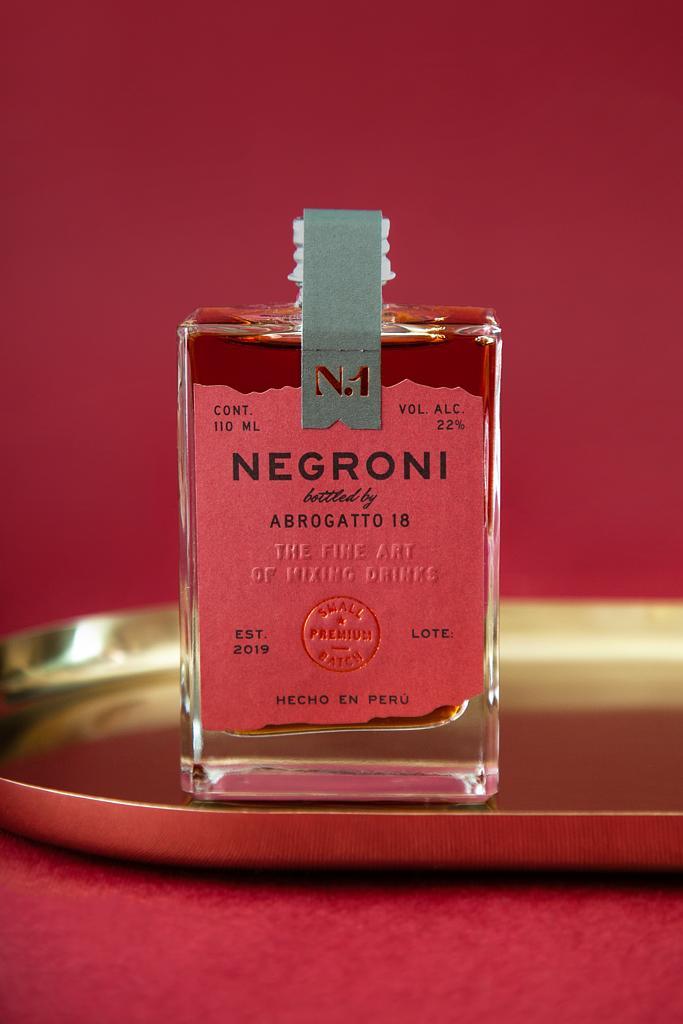 N.1
CONT.
110 ML
VOL. ALC.
22%
NEGRONI
bottled by
ABROGATTO 18
THE FINE ART
OF MIXING DRINKS
SMALL
PREMIUM
BATCH
EST.
2019
LOTE:
HECHO EN PERÚ